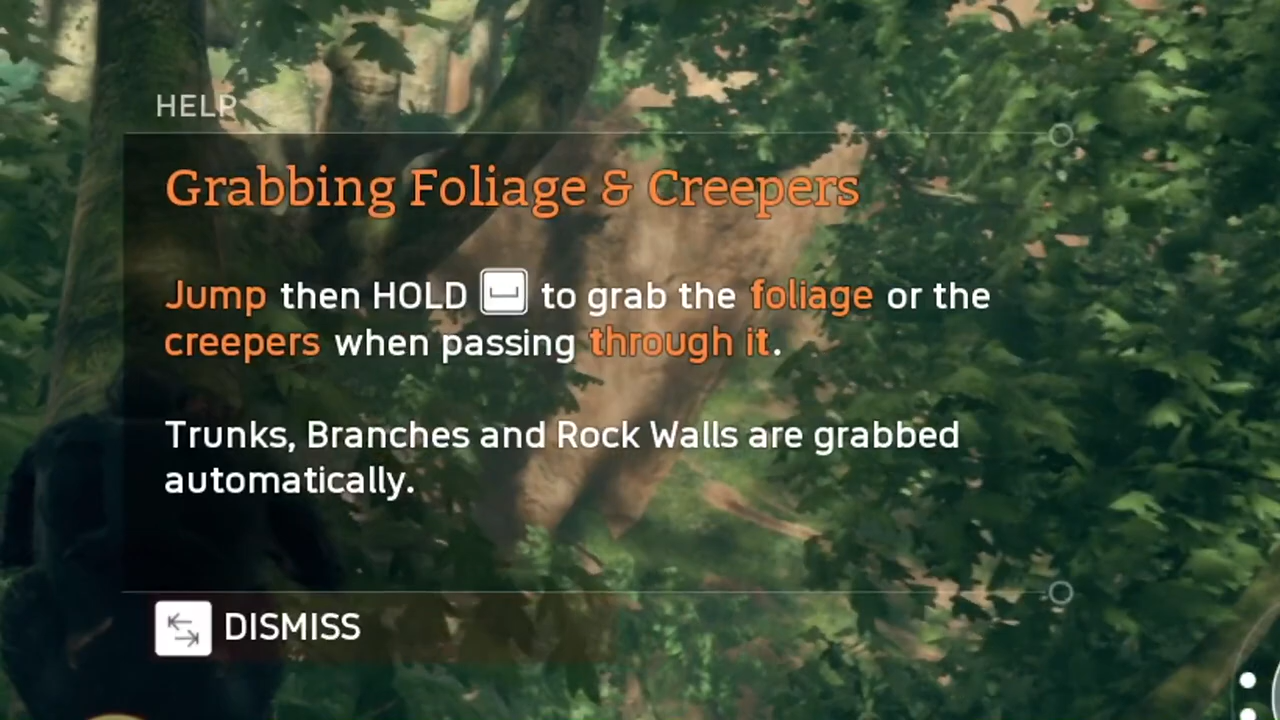 HELP
Grabbing Foliage & Creepers
Jump then HOLD to grab the foliage or the
creepers when passing through it.
Trunks, Branches and Rock Walls are grabbed
automatically.
DISMISS